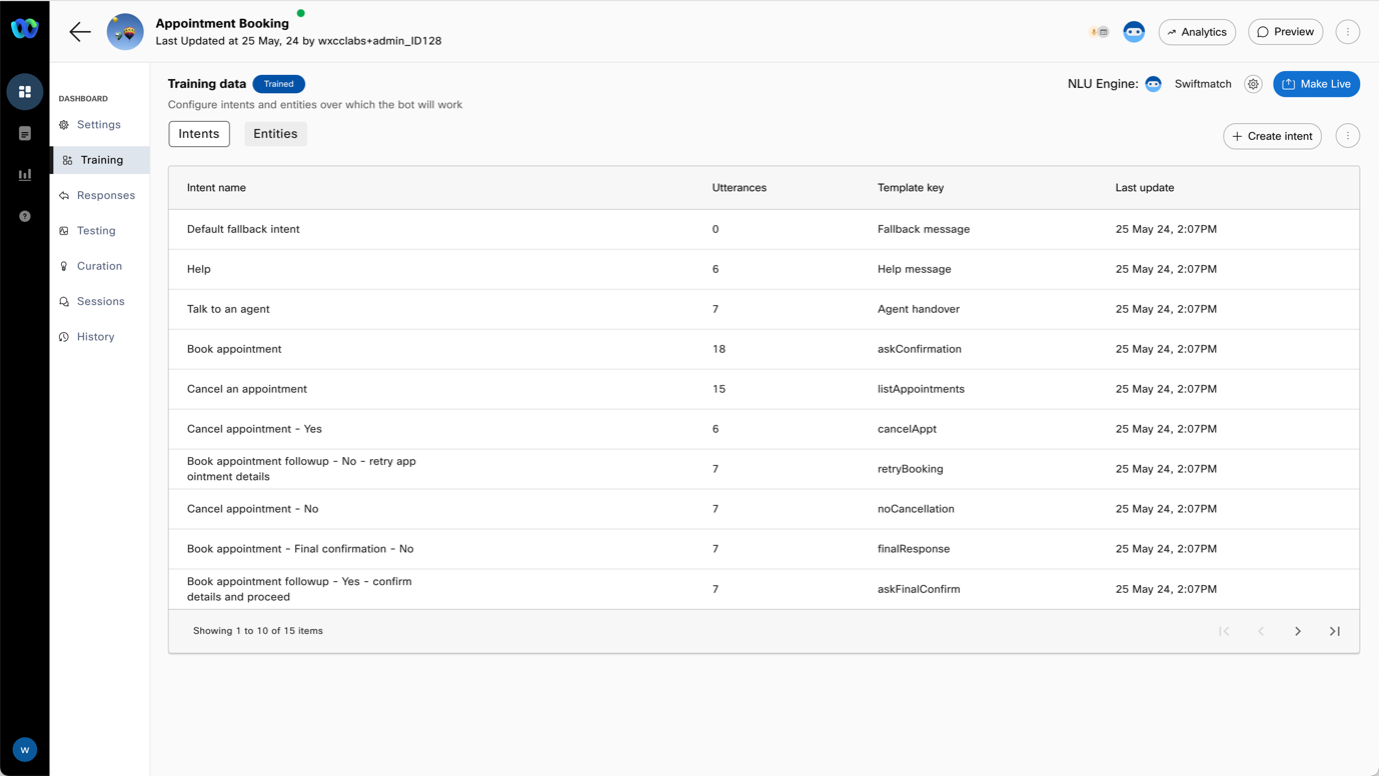 Appointment Booking
Last Updated at 25 May, 24 by wxcclabs+admin_ID128
Analytics
Preview
DASHBOARD
Settings
Training
Responses
Testing
Curation
Sessions
History
Training data
Trained
Configure intents and entities over which the bot will work
NLU Engine:
Swiftmatch
Make Live
Intents
Entities
Create intent
Intent name Utterances Template key Last update
Default fallback intent 0 Fallback message 25 May 24, 2:07PM
Help 6 Help message 25 May 24, 2:07PM
Talk to an agent 7 Agent handover 25 May 24, 2:07PM
Book appointment 18 askConfirmation 25 May 24, 2:07PM
Cancel an appointment 15 listAppointments 25 May 24, 2:07PM
Cancel appointment - Yes 6 cancelAppt 25 May 24, 2:07PM
Book appointment followup - No - retry app
ointment details 7 retryBooking 25 May 24, 2:07PM
Cancel appointment - No 7 noCancellation 25 May 24, 2:07PM
Book appointment - Final confirmation - No 7 finalResponse 25 May 24, 2:07PM
Book appointment followup - Yes - confirm
details and proceed 7 askFinalConfirm 25 May 24, 2:07PM
Showing 1 to 10 of 15 items
W